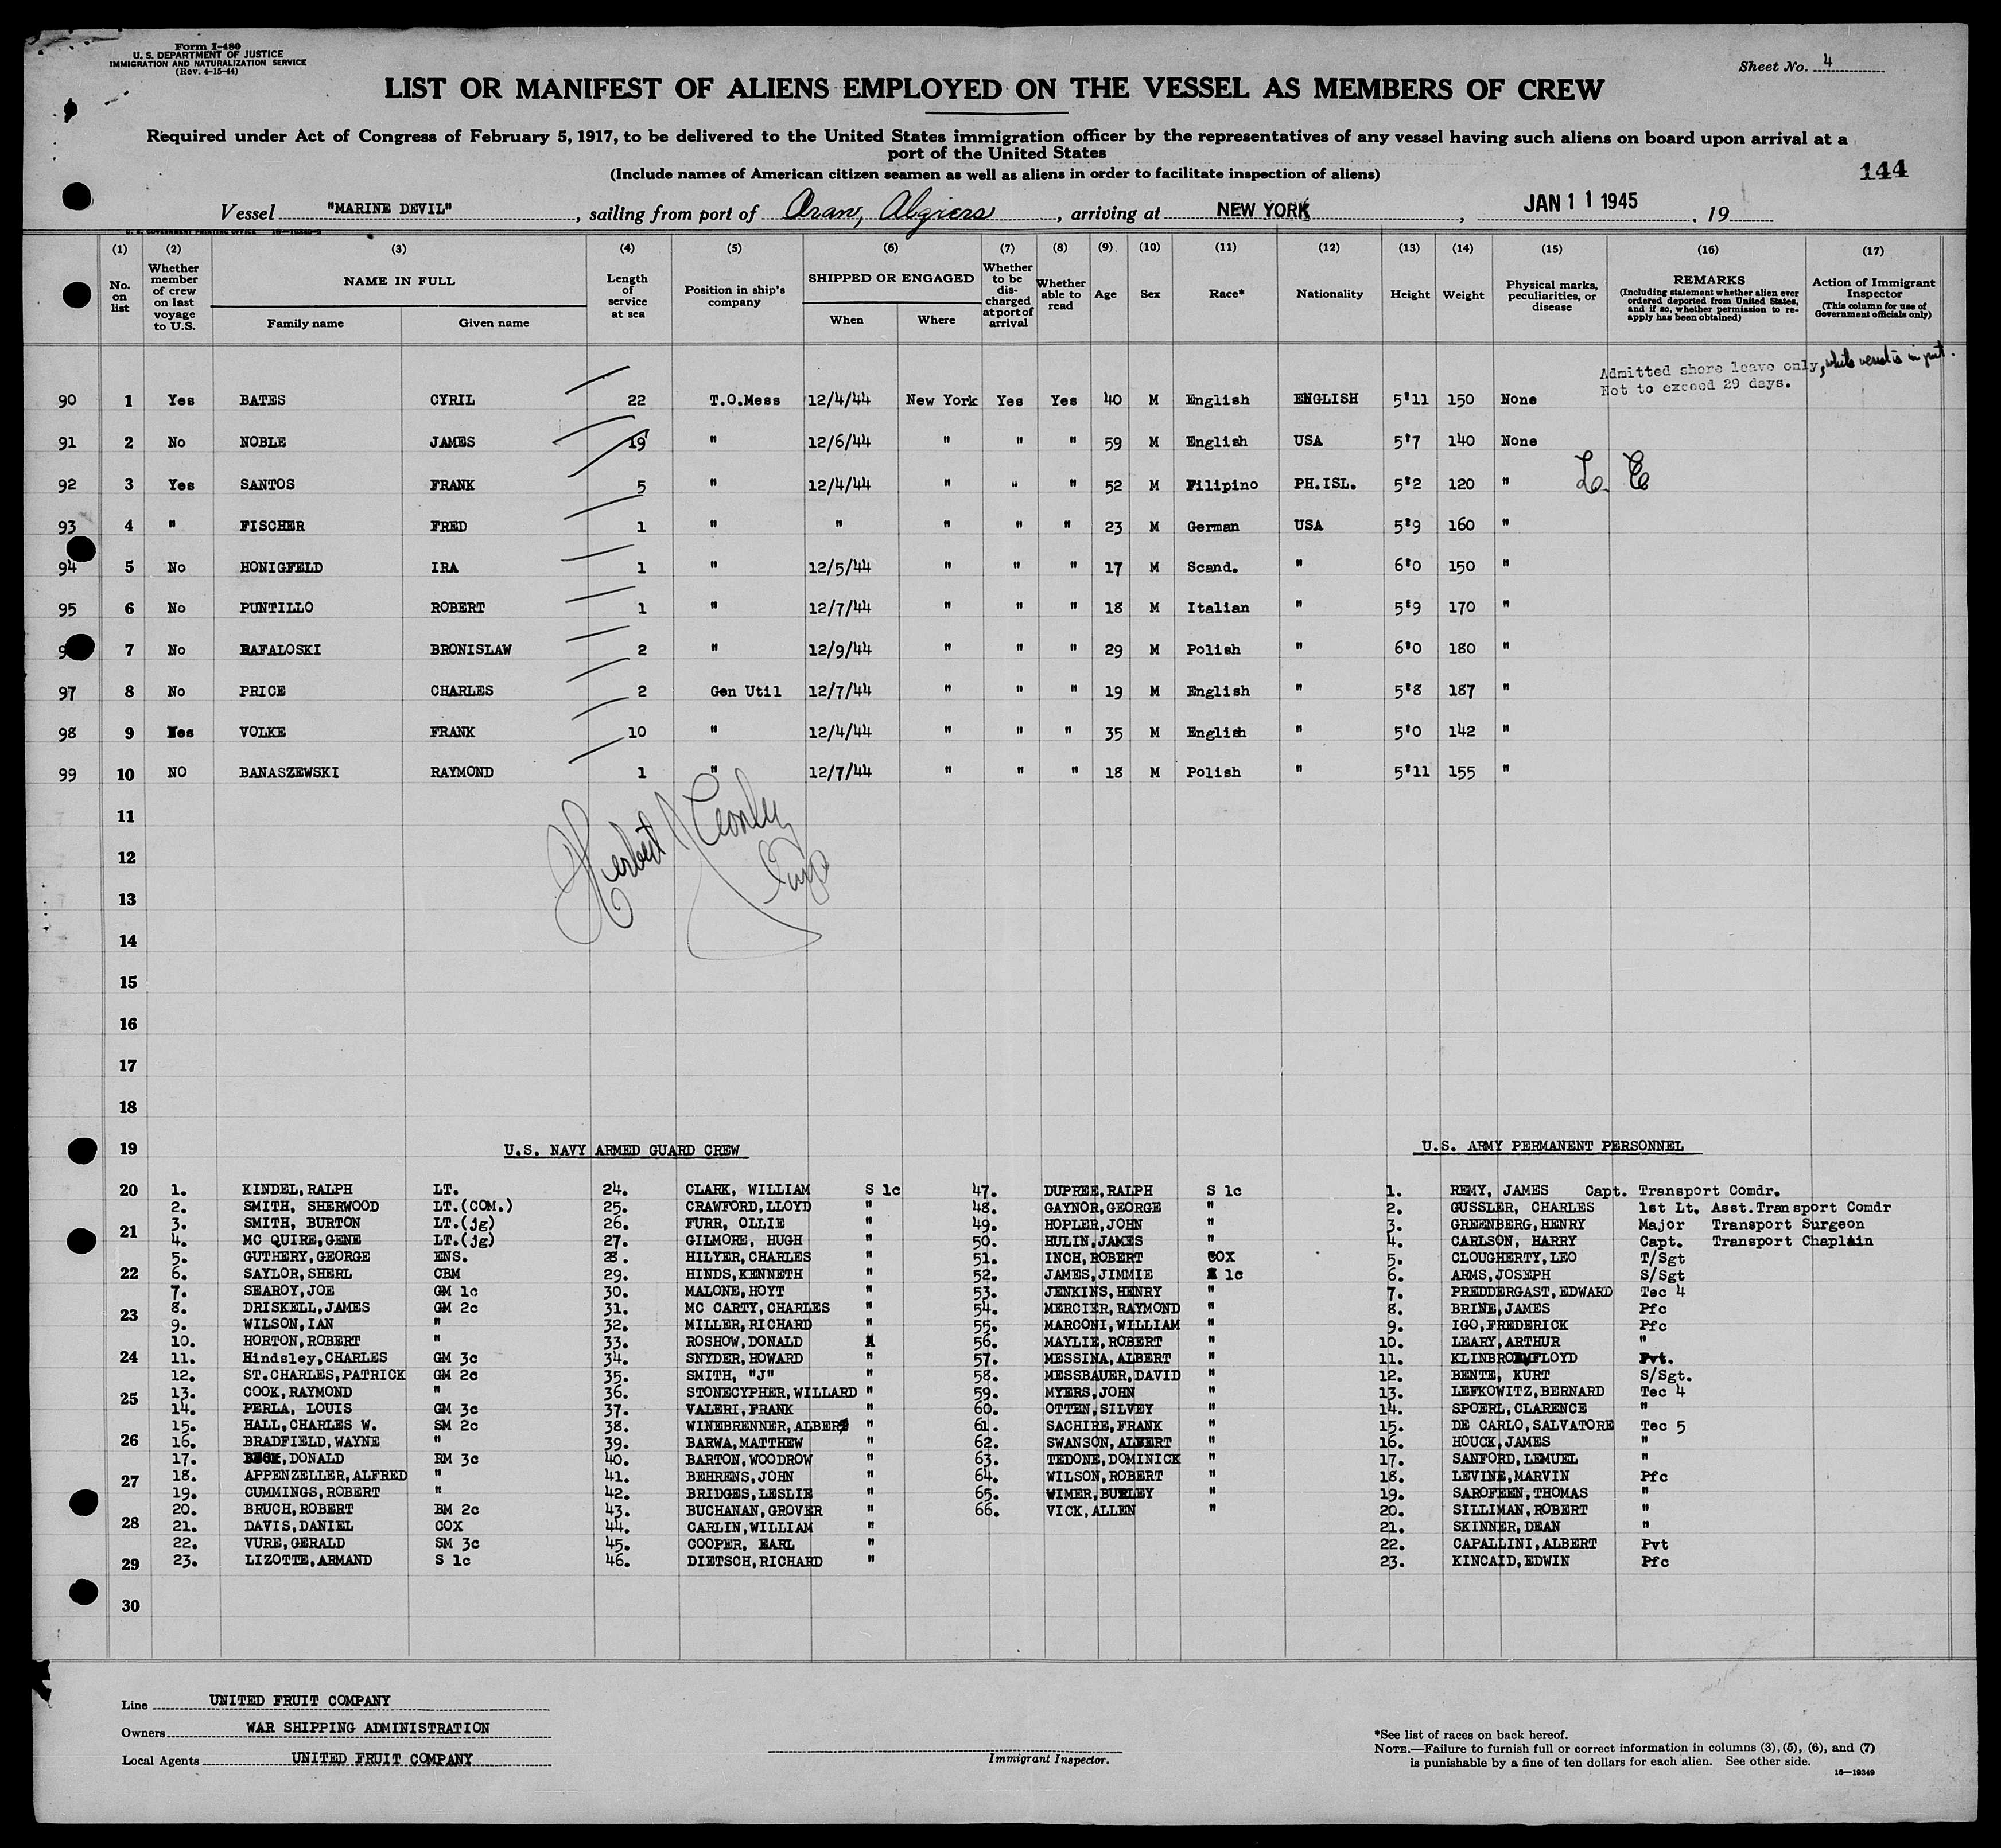 Form I-480
U. S. DEPARTMENT OF JUSTICE
IMMIGRATION AND NATURALIZATION SERVICE
(Rev. 4-15-44)
Sheet No. 4
LIST OR MANIFEST OF ALIENS EMPLOYED ON THE VESSEL AS MEMBERS OF CREW
Required under Act of Congress of February 5, 1917, to be delivered to the United States immigration officer by the representatives of any vessel having such aliens on board upon arrival at a
port of the United States
(Include names of American citizen seamen as well as aliens in order to facilitate inspection of aliens)
144
Vessel "MARINE DEVIL", sailing from port of Oran, Algiers, arriving at NEW YORK, JAN 11 1945, 19
U. S. GOVERNMENT PRINTING OFFICE 16—19349-2
(1) (2) (3) (4) (5) (6) (7) (8) (9) (10) (11) (12) (13) (14) (15) (16) (17)
No. on list
Whether member of crew on last voyage to U.S.
NAME IN FULL
Family name
Given name
Length of service at sea
Position in ship's company
SHIPPED OR ENGAGED
When
Where
Whether to be discharged at port of arrival
Whether able to read
Age
Sex
Race*
Nationality
Height
Weight
Physical marks, peculiarities, or disease
REMARKS
(Including statement whether alien ever ordered deported from United States, and if so, whether permission to reapply has been obtained)
Action of Immigrant Inspector
(This column for use of Government officials only)
Admitted shore leave only, while vessel is in port.
Not to exceed 29 days.
90 1 Yes BATES CYRIL 22 T.O.Mess 12/4/44 New York Yes Yes 40 M English ENGLISH 5'11 150 None
91 2 No NOBLE JAMES 19 " 12/6/44 " " " 59 M English USA 5'7 140 None
92 3 Yes SANTOS FRANK 5 " 12/4/44 " " " 52 M Filipino PH.ISL. 5'2 120 "
93 4 " FISCHER FRED 1 " " " " " 23 M German USA 5'9 160 "
94 5 No HONIGFELD IRA 1 " 12/5/44 " " " 17 M Scand. " 6'0 150 "
95 6 No PUNTILLO ROBERT 1 " 12/7/44 " " " 18 M Italian " 5'9 170 "
7 No RAFALOSKI BRONISLAW 2 " 12/9/44 " " " 29 M Polish " 6'0 180 "
97 8 No PRICE CHARLES 2 Gen Util 12/7/44 " " " 19 M English " 5'8 187 "
98 9 Yes VOLKE FRANK 10 " 12/4/44 " " " 35 M English " 5'0 142 "
99 10 NO BANASZEWSKI RAYMOND 1 " 12/7/44 " " " 18 M Polish " 5'11 155 "
11
12
13
14
15
16
17
18
19 U.S. NAVY ARMED GUARD CREW U.S. ARMY PERMANENT PERSONNEL
20 1. KINDEL,RALPH LT. 24. CLARK, WILLIAM S 1c 47. DUPREE,RALPH S 1c 1. REMY, JAMES Capt. Transport Comdr.
2. SMITH, SHERWOOD LT.(COM.) 25. CRAWFORD,LLOYD " 48. GAYNOR,GEORGE " 2. GUSSLER, CHARLES 1st Lt. Asst.Transport Comdr
21 3. SMITH, BURTON LT.(jg) 26. FURR, OLLIE " 49. HOPLER,JOHN " 3. GREENBERG,HENRY Major Transport Surgeon
4. MC QUIRE,GENE LT.(jg) 27. GILMORE, HUGH " 50. HULIN,JAMES " 4. CARLSON, HARRY Capt. Transport Chaplain
5. GUTHERY,GEORGE ENS. 28. HILYER,CHARLES " 51. INCH,ROBERT COX 5. CLOUGHERTY,LEO T/Sgt
22 6. SAYLOR,SHERL CBM 29. HINDS,KENNETH " 52. JAMES,JIMMIE 1c 6. ARMS,JOSEPH S/Sgt
7. SEAROY,JOE GM 1c 30. MALONE,HOYT " 53. JENKINS,HENRY " 7. PREDDERGAST,EDWARD Tec 4
8. DRISKELL,JAMES GM 2c 31. MC CARTY,CHARLES " 54. MERCIER,RAYMOND " 8. BRINE,JAMES Pfc
23 9. WILSON,IAN " 32. MILLER,RICHARD " 55. MARCONI,WILLIAM " 9. IGO,FREDERICK Pfc
10. HORTON,ROBERT " 33. ROSHOW,DONALD 56. MAYLIE,ROBERT " 10. LEARY,ARTHUR "
24 11. Hindsley,CHARLES GM 3c 34. SNYDER,HOWARD " 57. MESSINA,ALBERT " 11. FLOYD Pvt.
12. ST.CHARLES,PATRICK GM 2c 35. SMITH, "J" " 58. MESSBAUER,DAVID " 12. BENTE, KURT S/Sgt.
25 13. COOK,RAYMOND " 36. STONECYPHER,WILLARD " 59. MYERS,JOHN " 13. LEFKOWITZ,BERNARD Tec 4
14. PERLA, LOUIS GM 3c 37. VALERI,FRANK " 60. OTTEN,SILVEY " 14. SPOERL,CLARENCE "
15. HALL,CHARLES W. SM 2c 38. WINEBRENNER,ALBERT " 61. SACHIRE,FRANK " 15. DE CARLO,SALVATORE Tec 5
26 16. BRADFIELD,WAYNE " 39. BARWA,MATTHEW " 62. SWANSON,ALBERT " 16. HOUCK,JAMES "
17. DONALD RM 3c 40. BARTON,WOODROW " 63. TEDONE,DOMINICK " 17. SANFORD,LEMUEL "
27 18. APPENZELLER,ALFRED " 41. BEHRENS,JOHN " 64. WILSON,ROBERT " 18. LEVINE,MARVIN Pfc
19. CUMMINGS,ROBERT " 42. BRIDGES,LESLIE " 65. WIMER,BURLEY " 19. SAROFEEN,THOMAS "
20. BRUCH,ROBERT BM 2c 43. BUCHANAN,GROVER " 66. VICK,ALLEN " 20. SILLIMAN,ROBERT "
28 21. DAVIS,DANIEL COX 44. CARLIN,WILLIAM " 21. SKINNER,DEAN "
22. VURE,GERALD SM 3c 45. COOPER, EARL " 22. CAPALLINI,ALBERT Pvt
29 23. LIZOTTE,ARMAND S 1c 46. DIETSCH,RICHARD " 23. KINCAID,EDWIN Pfc
30
Line UNITED FRUIT COMPANY
Owners WAR SHIPPING ADMINISTRATION
Local Agents UNITED FRUIT COMPANY
Immigrant Inspector.
*See list of races on back hereof.
NOTE.—Failure to furnish full or correct information in columns (3), (5), (6), and (7)
is punishable by a fine of ten dollars for each alien. See other side.
16—19349